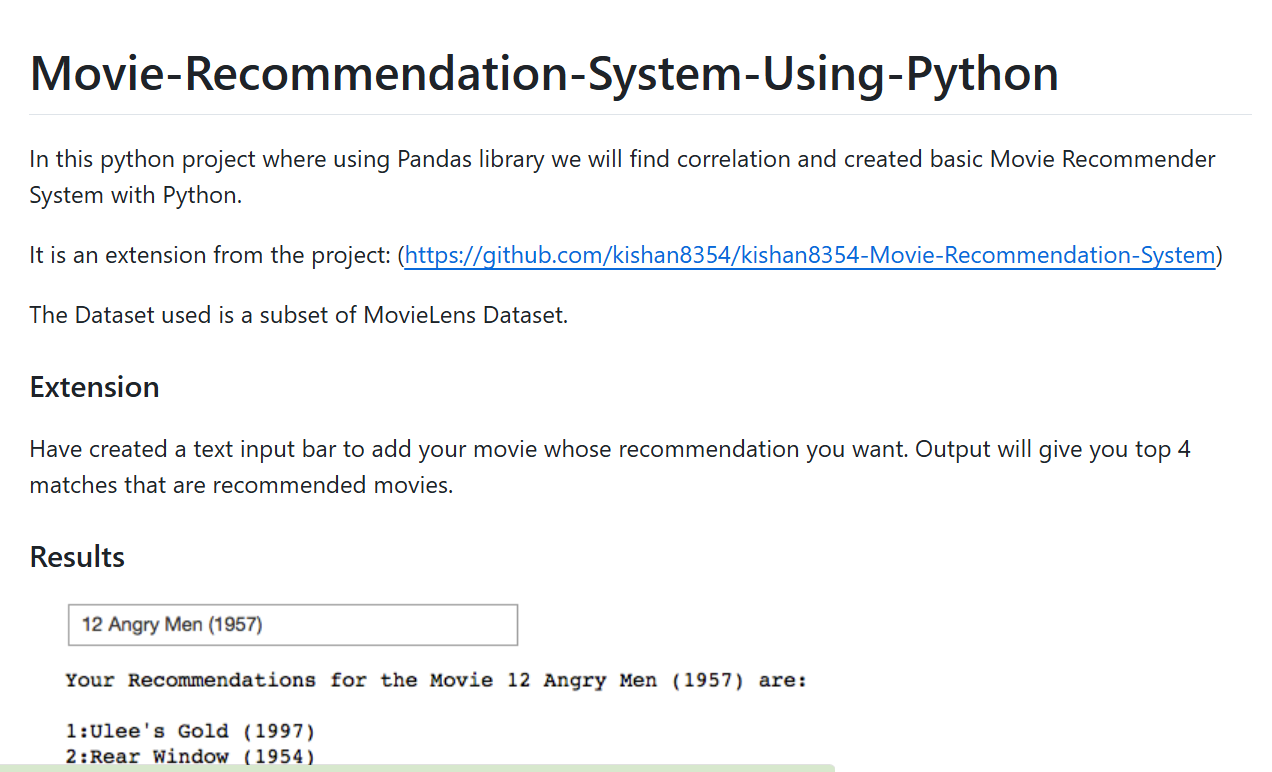 Movie-Recommendation-System-Using-Python
In this python project where using Pandas library we will find correlation and created basic Movie Recommender
System with Python.
It is an extension from the project: (https://github.com/kishan8354/kishan8354-Movie-Recommendation-System)
The Dataset used is a subset of MovieLens Dataset.
Extension
Have created a text input bar to add your movie whose recommendation you want. Output will give you top 4
matches that are recommended movies.
Results
12 Angry Men (1957)
Your Recommendations for the Movie 12 Angry Men (1957) are:
1:Ulee's Gold (1997)
2:Rear Window (1954)